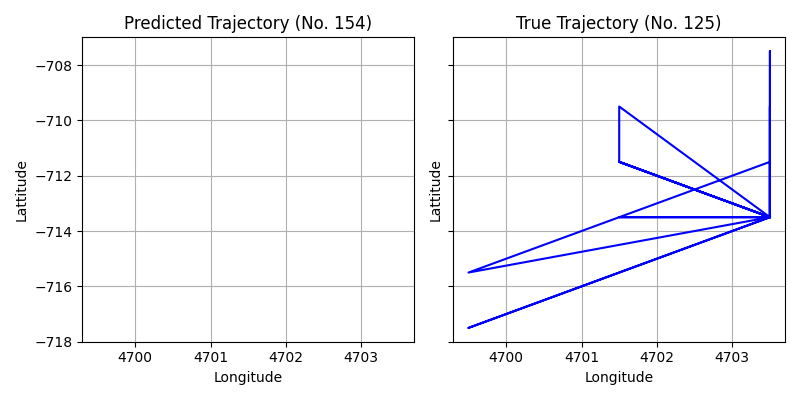 Predicted Trajectory (No. 154)
True Trajectory (No. 125)
−708
−710
−712
−714
−716
−718
Lattitude
Lattitude
4700
4701
4702
4703
4700
4701
4702
4703
Longitude
Longitude